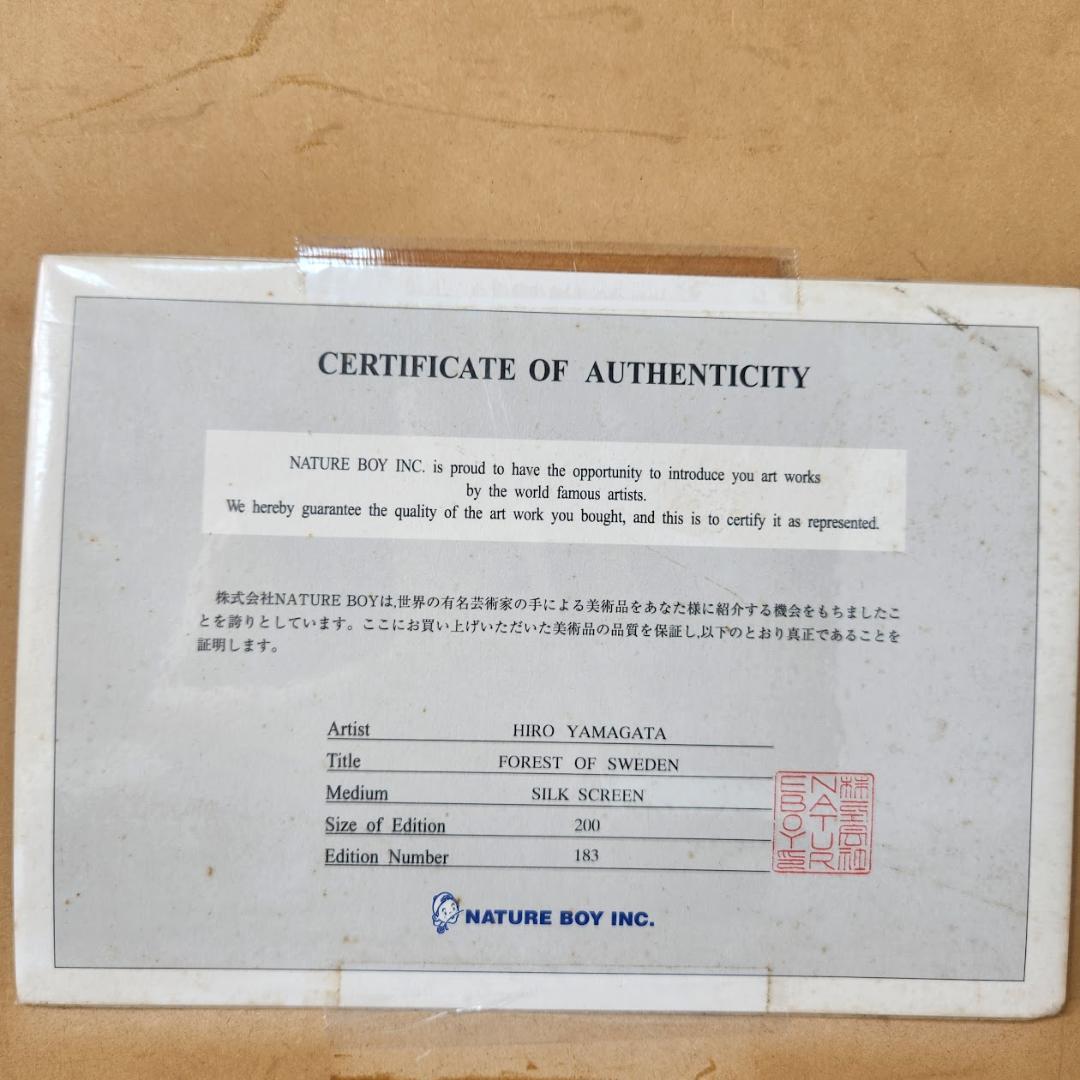 CERTIFICATE OF AUTHENTICITY
NATURE BOY INC. is proud to have the opportunity to introduce you art works
by the world famous artists.
We hereby guarantee the quality of the art work you bought, and this is to certify it as represented.
株式会社NATURE BOYは,世界の有名芸術家の手による美術品をあなた様に紹介する機会をもちましたこ
とを誇りとしています。ここにお買い上げいただいた美術品の品質を保証し,以下のとおり真正であることを
証明します。
Artist HIRO YAMAGATA
Title FOREST OF SWEDEN
Medium SILK SCREEN
Size of Edition 200
Edition Number 183
株式会社
NATUR
EBOY
NATURE BOY INC.